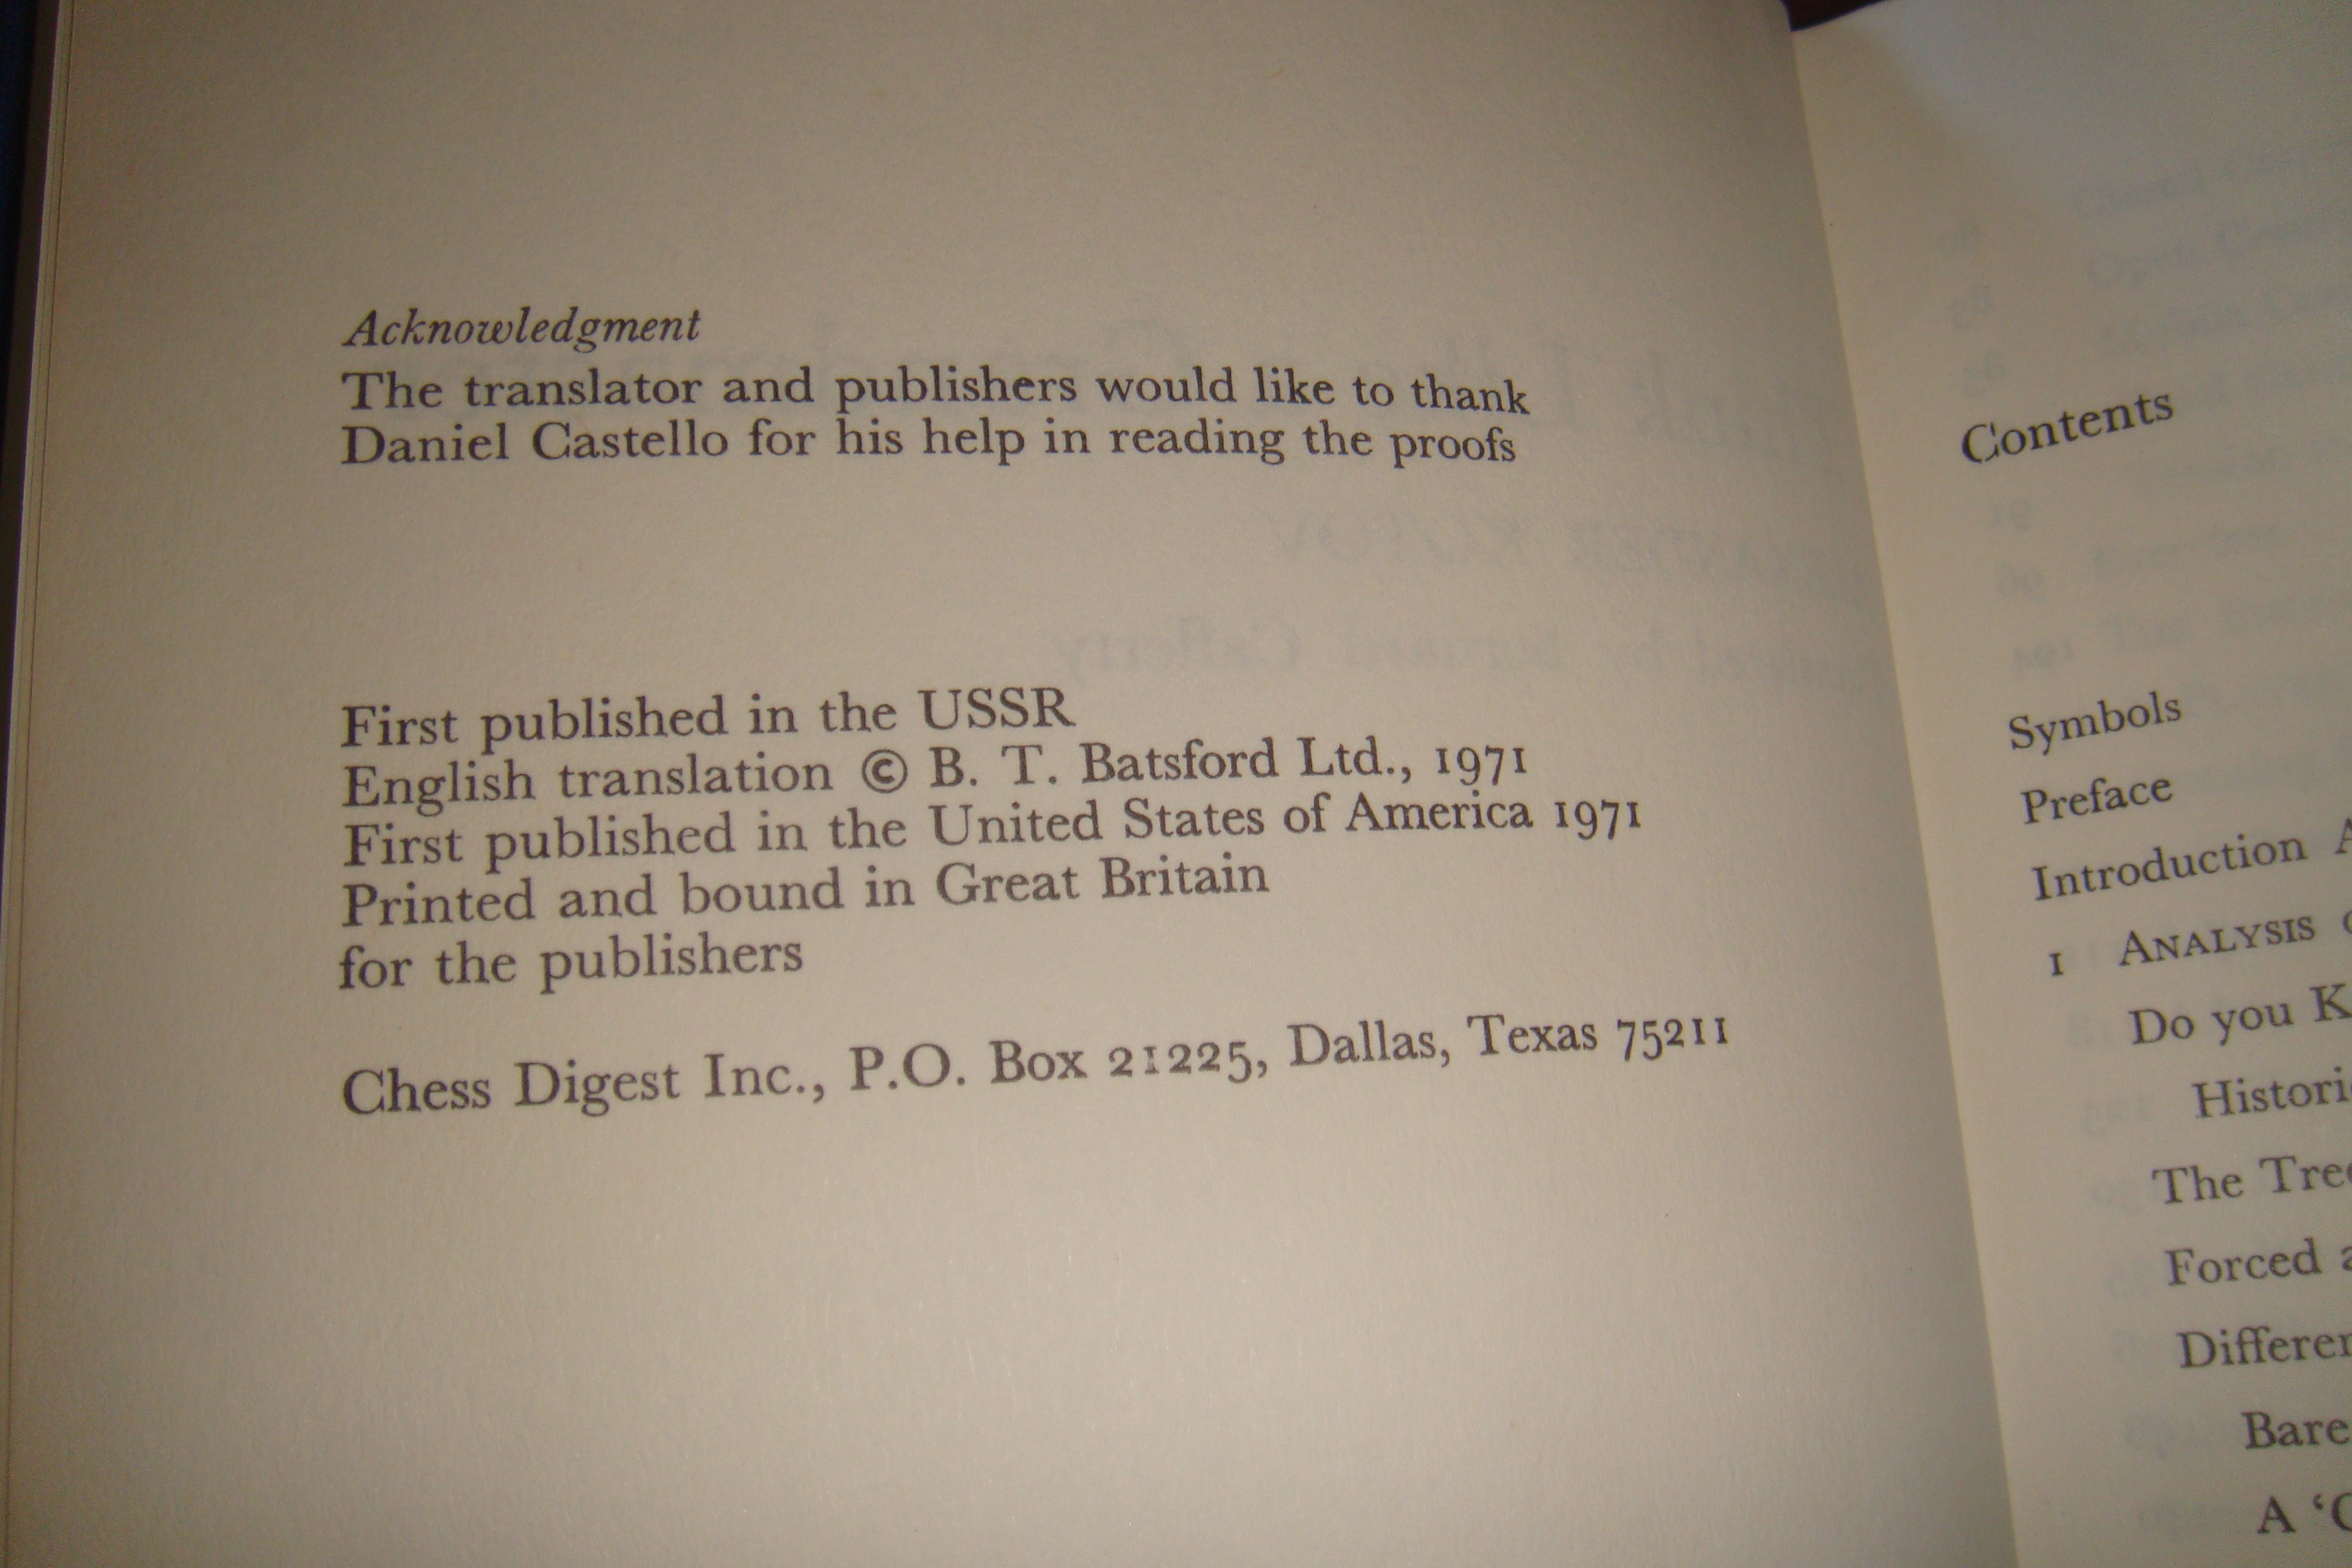 Acknowledgment
The translator and publishers would like to thank
Daniel Castello for his help in reading the proofs
First published in the USSR
English translation © B. T. Batsford Ltd., 1971
First published in the United States of America 1971
Printed and bound in Great Britain
for the publishers
Chess Digest Inc., P.O. Box 21225, Dallas, Texas 75211
Contents
Symbols
Preface
Introduction A
1 ANALYSIS
Do you K
Histori
The Tree
Forced a
Differen
Bare
A ‘C